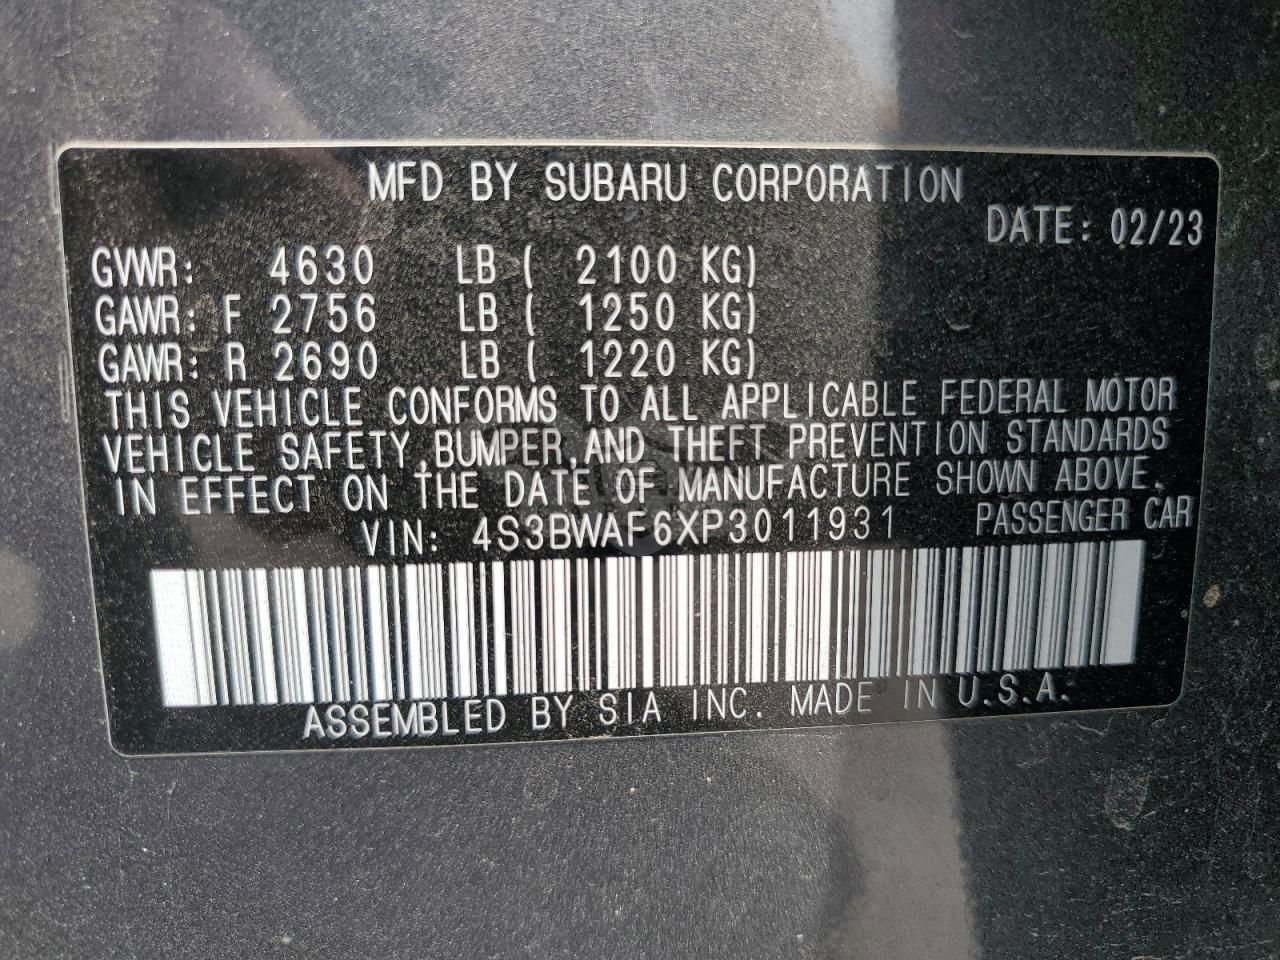 MFD BY SUBARU CORPORATION
DATE: 02/23
GVWR: 4630 LB ( 2100 KG)
GAWR: F 2756 LB ( 1250 KG)
GAWR: R 2690 LB ( 1220 KG)
THIS VEHICLE CONFORMS TO ALL APPLICABLE FEDERAL MOTOR
VEHICLE SAFETY,BUMPER,AND THEFT PREVENTION STANDARDS
IN EFFECT ON THE DATE OF MANUFACTURE SHOWN ABOVE.
VIN: 4S3BWAF6XP3011931 PASSENGER CAR
ASSEMBLED BY SIA INC. MADE IN U.S.A.